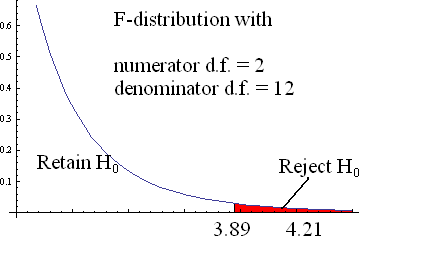 F-distribution with
numerator d.f. = 2
denominator d.f. = 12
0.6
0.5
0.4
0.3
0.2
0.1
Retain H₀
Reject H₀
3.89 4.21